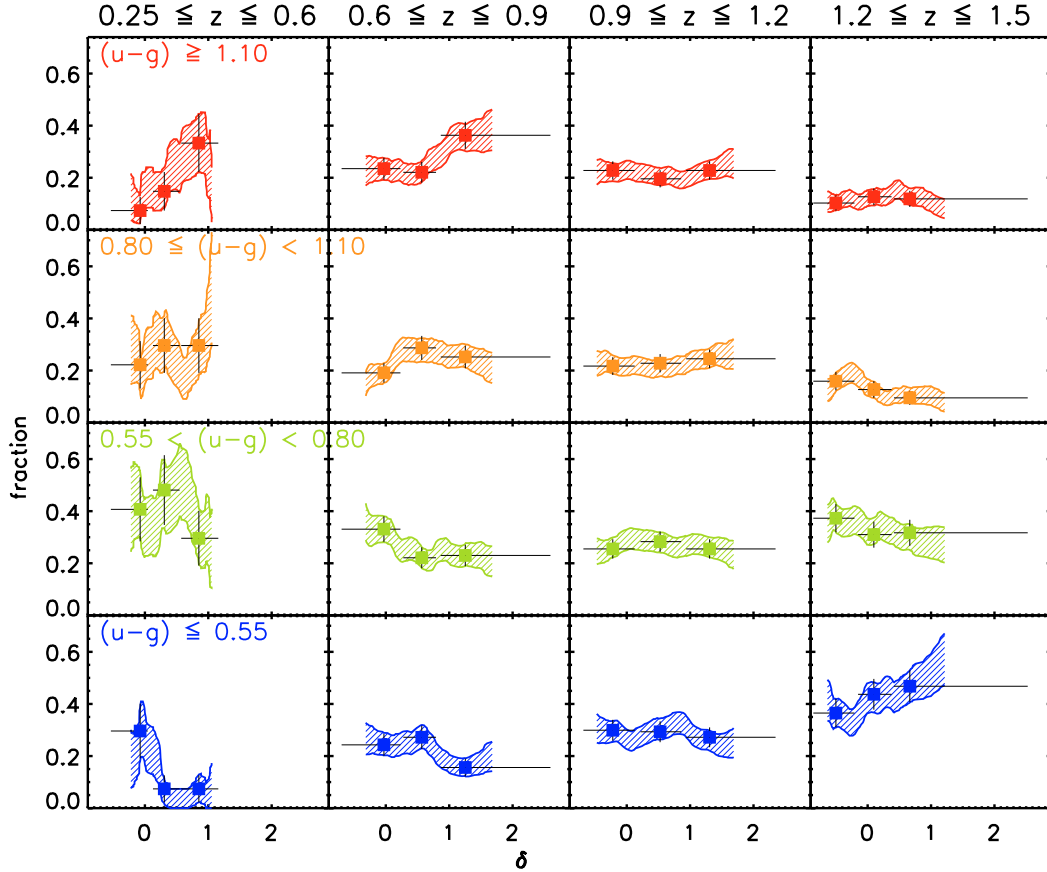 0.25 ≦ z ≦ 0.6 0.6 ≦ z ≦ 0.9 0.9 ≦ z ≦ 1.2 1.2 ≦ z ≦ 1.5
(u-g) ≧ 1.10
0.6
0.4
0.2
0.0
0.80 ≦ (u-g) < 1.10
0.6
0.4
0.2
0.0
0.55 < (u-g) < 0.80
0.6
0.4
0.2
0.0
fraction
(u-g) ≦ 0.55
0.6
0.4
0.2
0.0
0 1 2 0 1 2 0 1 2 0 1 2
δ